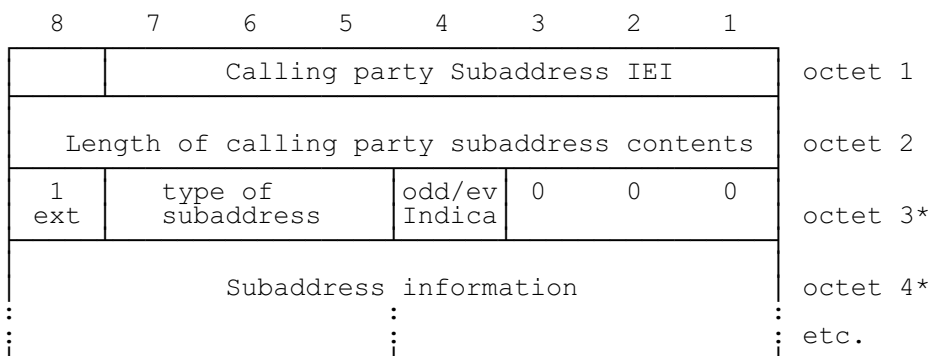 8 7 6 5 4 3 2 1
Calling party Subaddress IEI octet 1
Length of calling party subaddress contents octet 2
1 type of odd/ev 0 0 0
ext subaddress Indica octet 3*
Subaddress information octet 4*
: : :
: : : etc.